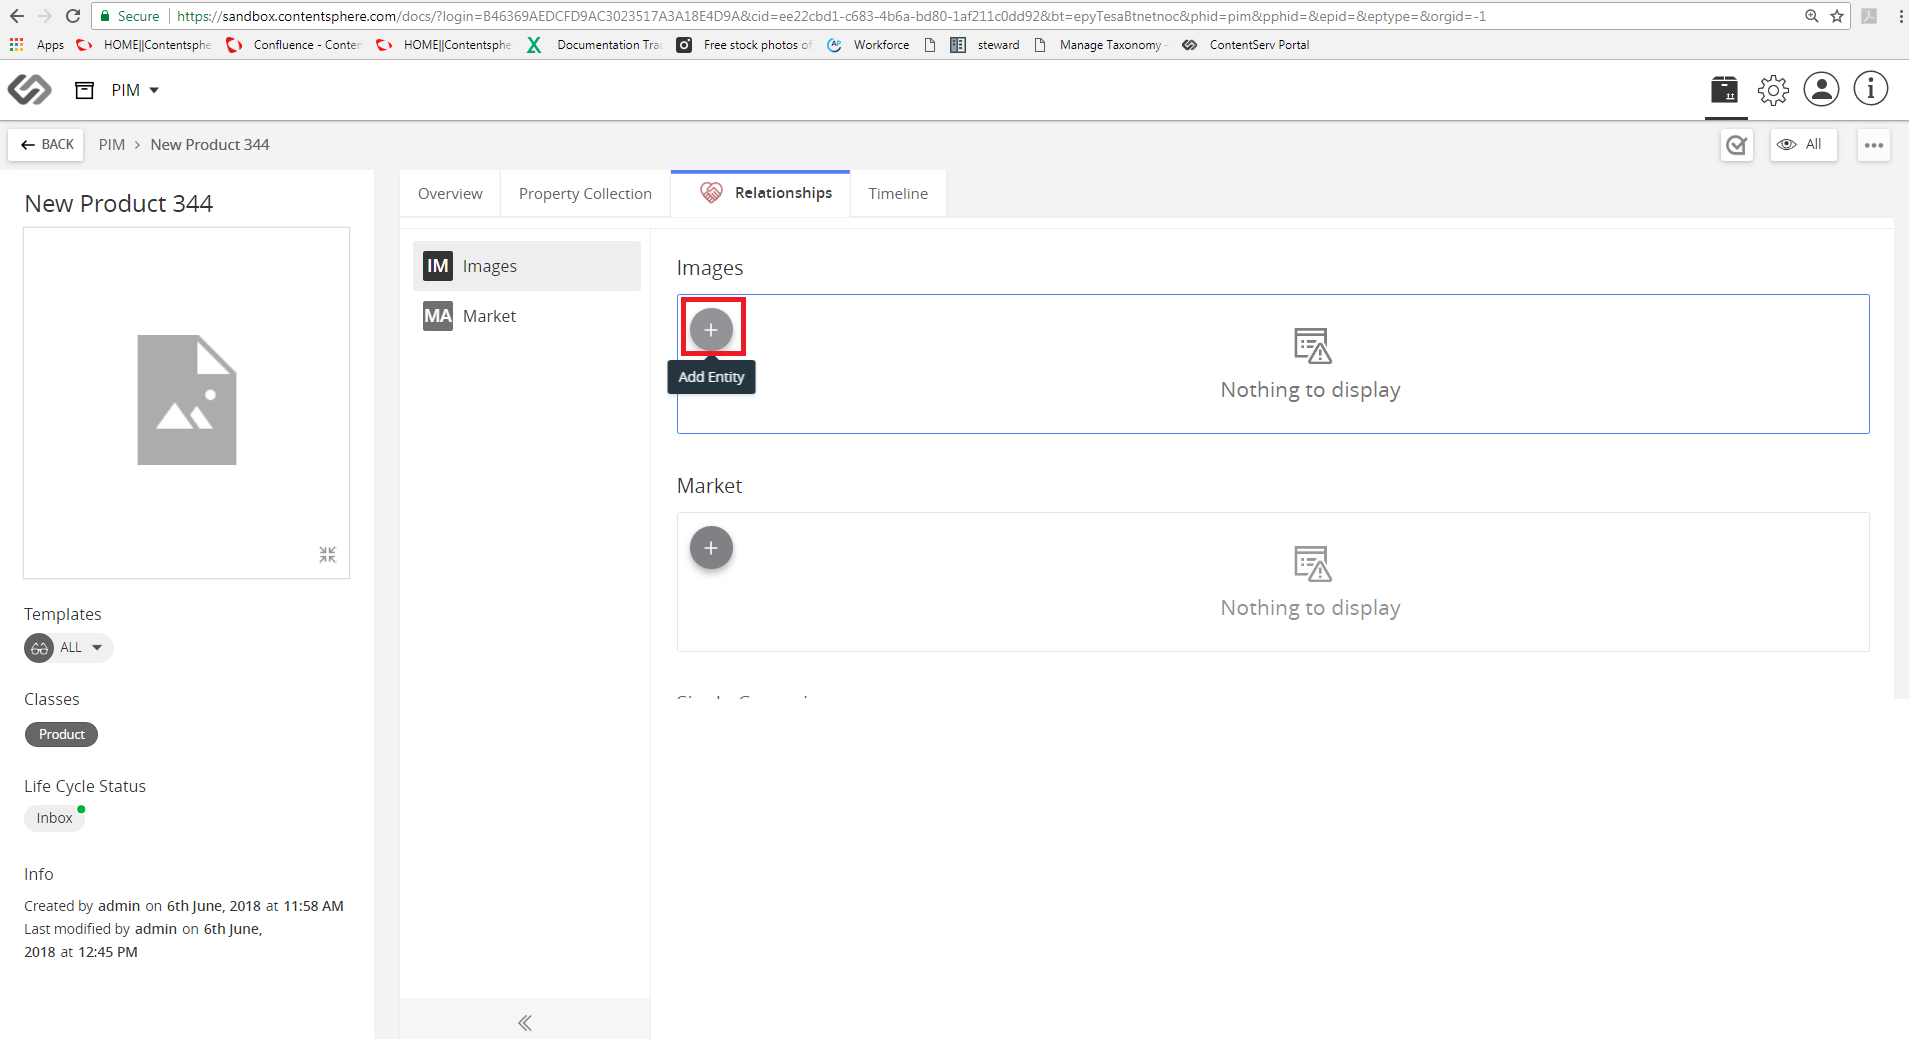 Secure https://sandbox.contentsphere.com/docs/?login=B46369AEDCFD9AC3023517A3A18E4D9A&cid=ee22cbd1-c683-4b6a-bd80-1af211c0dd92&bt=epyTesaBtnetnoc&phid=pim&pphid=&epid=&eptype=&orgid=-1
Apps HOME||Contentsphe Confluence - Conten HOME||Contentsphe Documentation Trac Free stock photos of Workforce steward Manage Taxonomy - ContentServ Portal
PIM
BACK PIM > New Product 344 All
New Product 344
Overview Property Collection Relationships Timeline
IM Images
MA Market
Images
Add Entity
Nothing to display
Market
Nothing to display
Templates
ALL
Classes
Product
Life Cycle Status
Inbox
Info
Created by admin on 6th June, 2018 at 11:58 AM
Last modified by admin on 6th June,
2018 at 12:45 PM